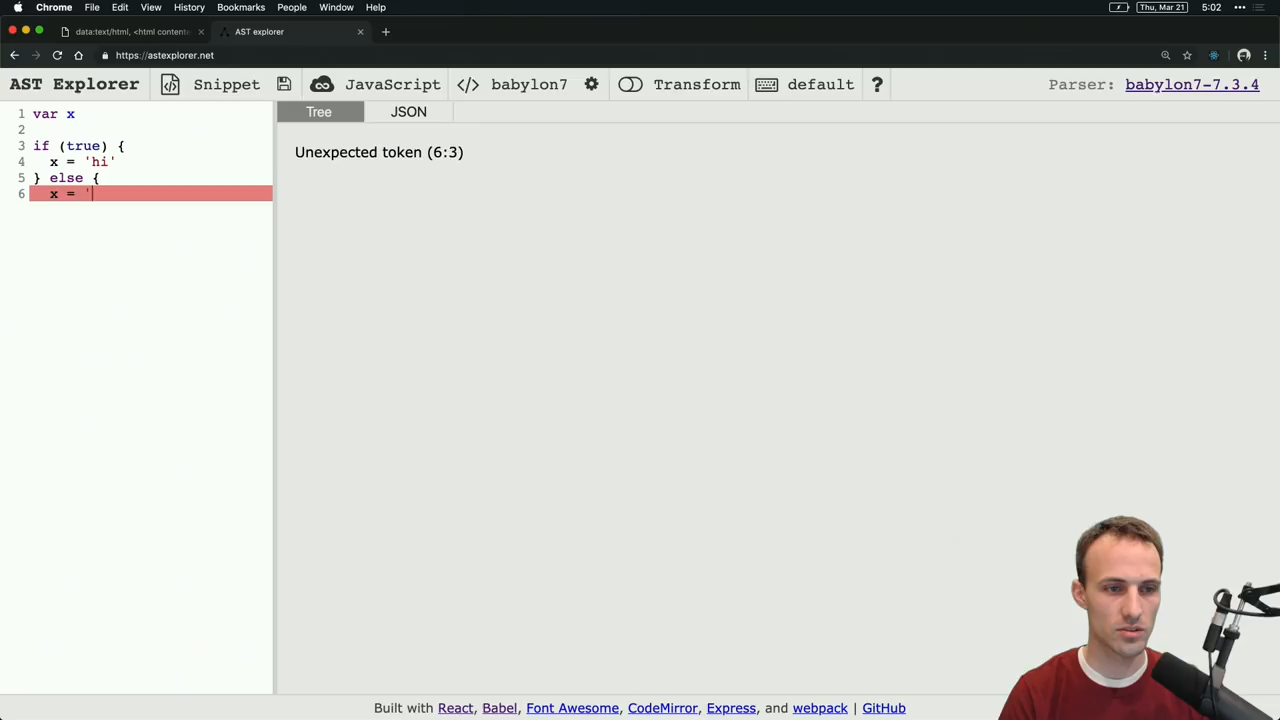 Chrome File Edit View History Bookmarks People Window Help Thu, Mar 21 5:02
data:text/html, <html conten AST explorer
https://astexplorer.net
AST Explorer Snippet JavaScript </> babylon7 Transform default ? Parser: babylon7-7.3.4
Tree JSON
Unexpected token (6:3)
1 var x
2
3 if (true) {
4 x = 'hi'
5 } else {
6 x = '
Built with React, Babel, Font Awesome, CodeMirror, Express, and webpack | GitHub